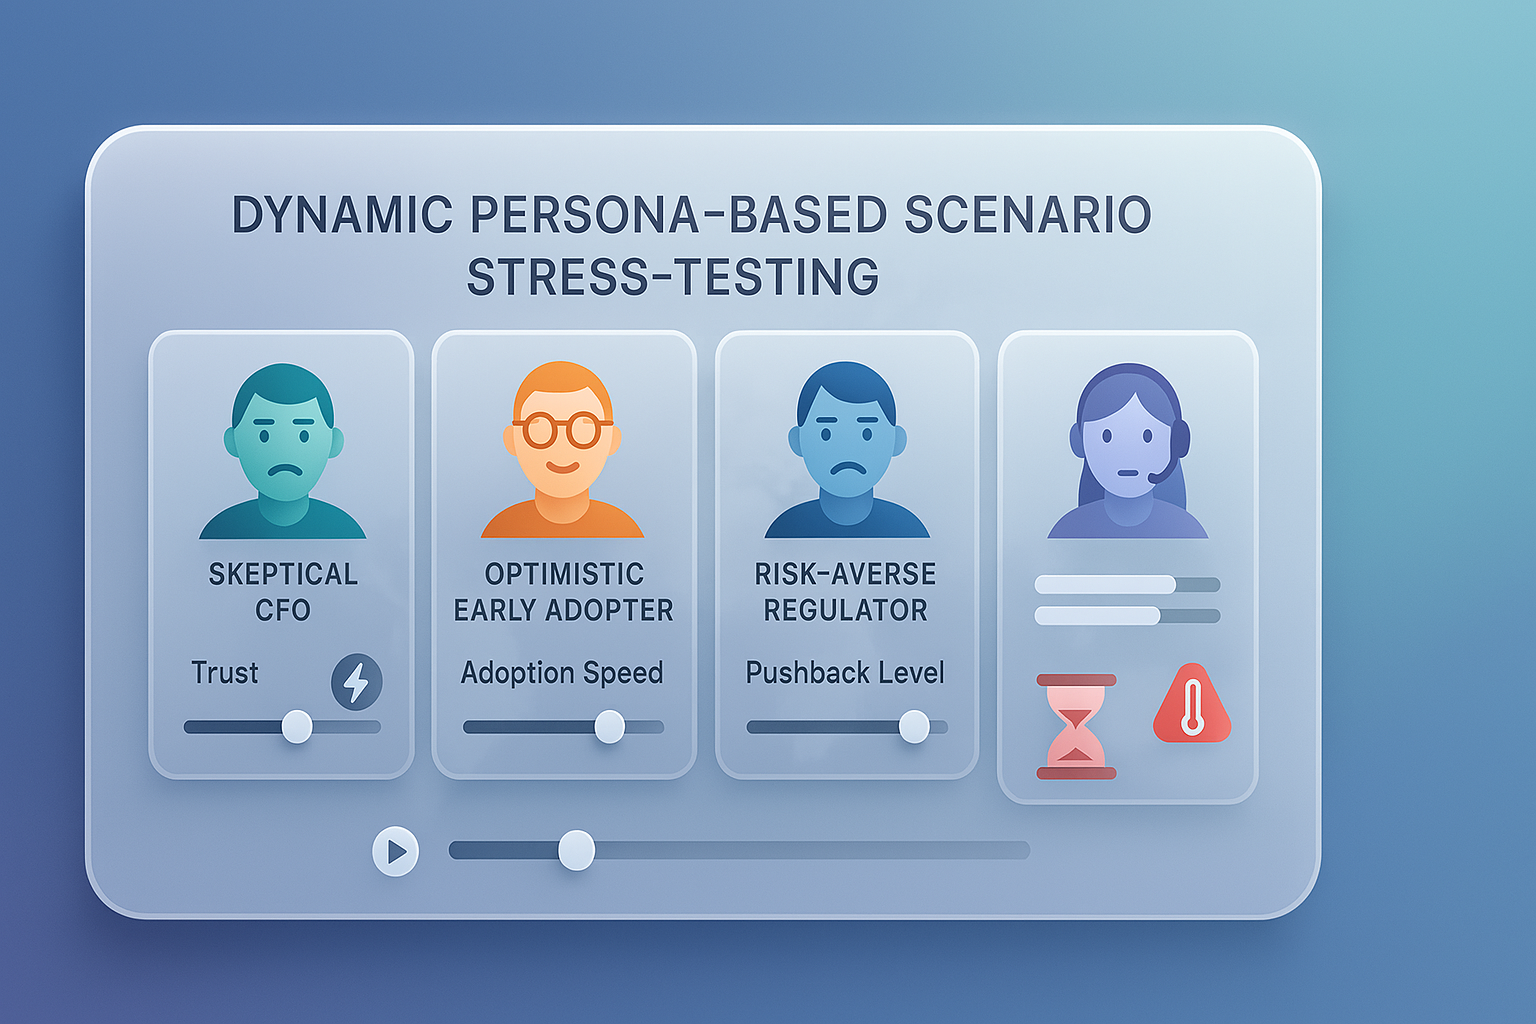 DYNAMIC PERSONA-BASED SCENARIO
STRESS-TESTING
SKEPTICAL
CFO
Trust
OPTIMISTIC
EARLY ADOPTER
Adoption Speed
RISK-AVERSE
REGULATOR
Pushback Level